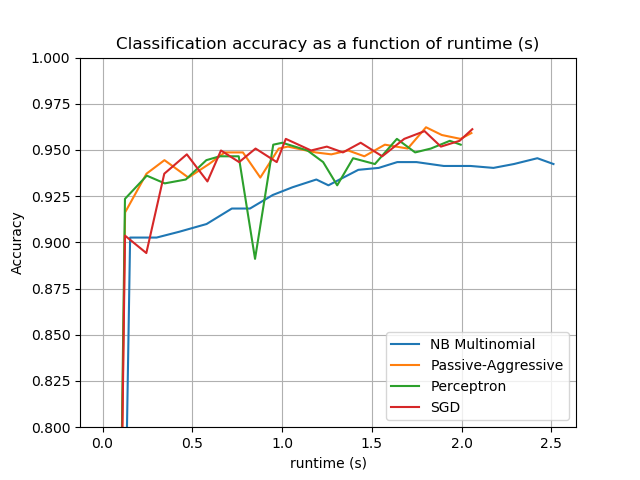 Classification accuracy as a function of runtime (s)
1.000
0.975
0.950
0.925
0.900
0.875
0.850
0.825
0.800
Accuracy
NB Multinomial
Passive-Aggressive
Perceptron
SGD
0.0 0.5 1.0 1.5 2.0 2.5
runtime (s)